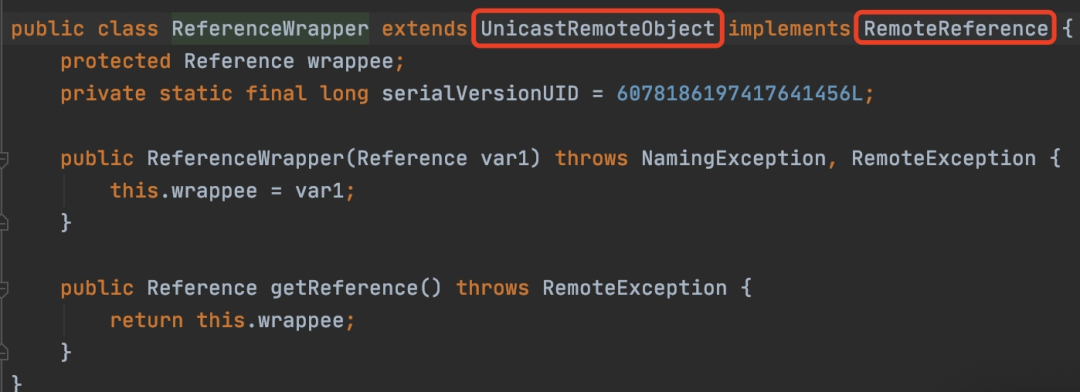 public class ReferenceWrapper extends UnicastRemoteObject implements RemoteReference {
protected Reference wrappee;
private static final long serialVersionUID = 6078186197417641456L;
public ReferenceWrapper(Reference var1) throws NamingException, RemoteException {
this.wrappee = var1;
}
public Reference getReference() throws RemoteException {
return this.wrappee;
}
}